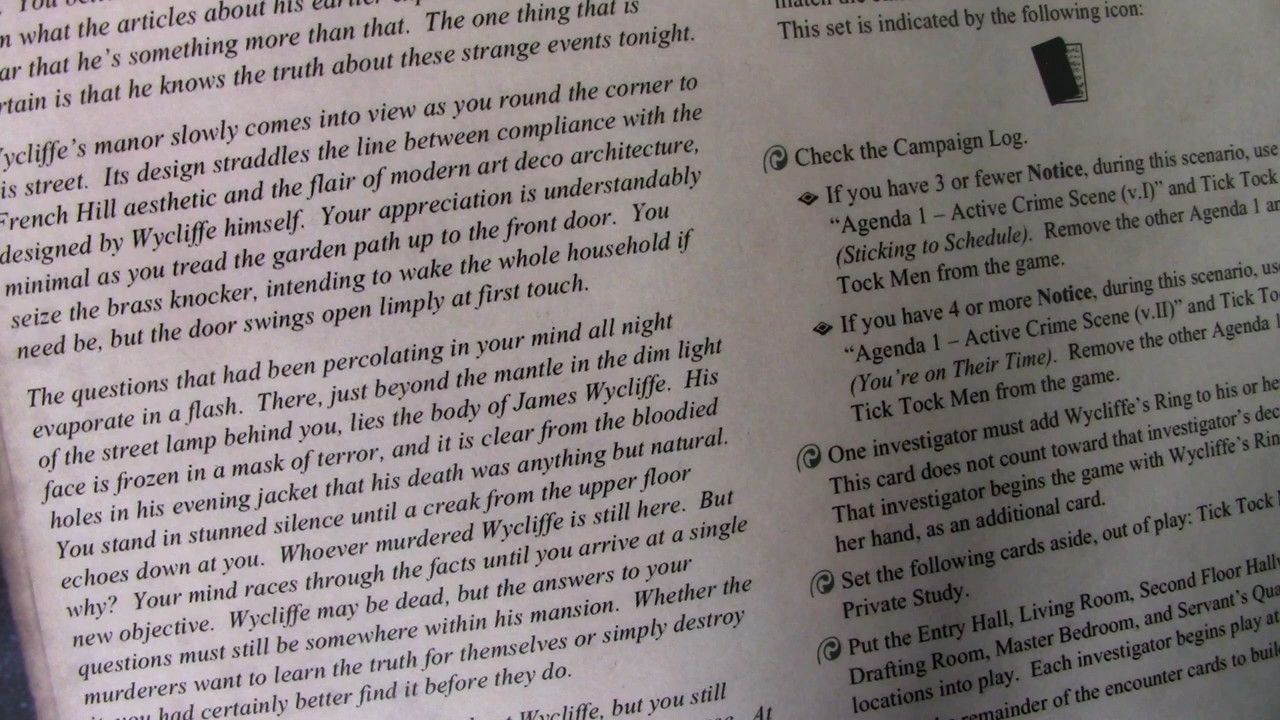 what the articles about his
that he's something more than that. The one thing that is
is that he knows the truth about these strange events tonight.
manor slowly comes into view as you round the corner to
street. Its design straddles the line between compliance with the
French Hill aesthetic and the flair of modern art deco architecture,
designed by Wycliffe himself. Your appreciation is understandably
minimal as you tread the garden path up to the front door. You
seize the brass knocker, intending to wake the whole household if
need be, but the door swings open limply at first touch.
The questions that had been percolating in your mind all night
evaporate in a flash. There, just beyond the mantle in the dim light
of the street lamp behind you, lies the body of James Wycliffe. His
face is frozen in a mask of terror, and it is clear from the bloodied
holes in his evening jacket that his death was anything but natural.
You stand in stunned silence until a creak from the upper floor
echoes down at you. Whoever murdered Wycliffe is still here. But
why? Your mind races through the facts until you arrive at a single
new objective. Wycliffe may be dead, but the answers to your
questions must still be somewhere within his mansion. Whether the
murderers want to learn the truth for themselves or simply destroy
you had certainly better find it before they do.
Wycliffe, but you still
At
This set is indicated by the following icon:
Check the Campaign Log.
If you have 3 or fewer Notice, during this scenario, use
“Agenda 1 – Active Crime Scene (v.I)” and Tick Tock
(Sticking to Schedule). Remove the other Agenda 1
Tock Men from the game.
If you have 4 or more Notice, during this scenario,
“Agenda 1 – Active Crime Scene (v.II)” and Tick
(You're on Their Time). Remove the other Agenda
Tick Tock Men from the game.
One investigator must add Wycliffe's Ring to his or
This card does not count toward that investigator's
That investigator begins the game with Wycliffe's
her hand, as an additional card.
Set the following cards aside, out of play: Tick Tock
Private Study.
Put the Entry Hall, Living Room, Second Floor
Drafting Room, Master Bedroom, and Servant's
locations into play. Each investigator begins play at
remainder of the encounter cards to